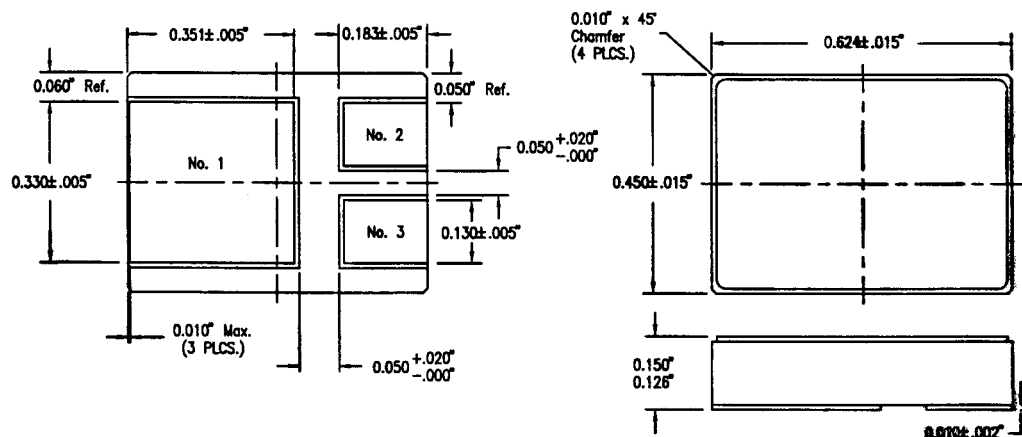 0.351±.005"
0.183±.005"
0.010" x 45°
Chamfer
(4 PLCS.)
0.624±.015"
0.060" Ref.
0.050" Ref.
No. 1
No. 2
0.050 +.020"
-.000"
0.330±.005"
0.450±.015"
No. 3
0.130±.005"
0.010" Max.
(3 PLCS.)
0.050 +.020"
-.000"
0.150"
0.126"
0.010±.002"